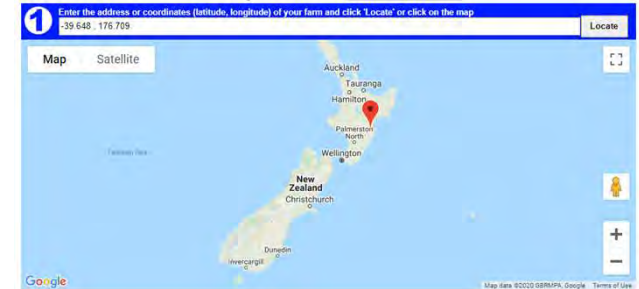 1
Enter the address or coordinates (latitude, longitude) of your farm and click 'Locate' or click on the map
-39.648 , 176.709
Locate
Map
Satellite
Auckland
Tauranga
Hamilton
Palmerston
North
Tasman Sea
Wellington
New
Zealand
Christchurch
Dunedin
Invercargill
+
−
Google
Map data ©2020 GBRMPA, Google
Terms of Use